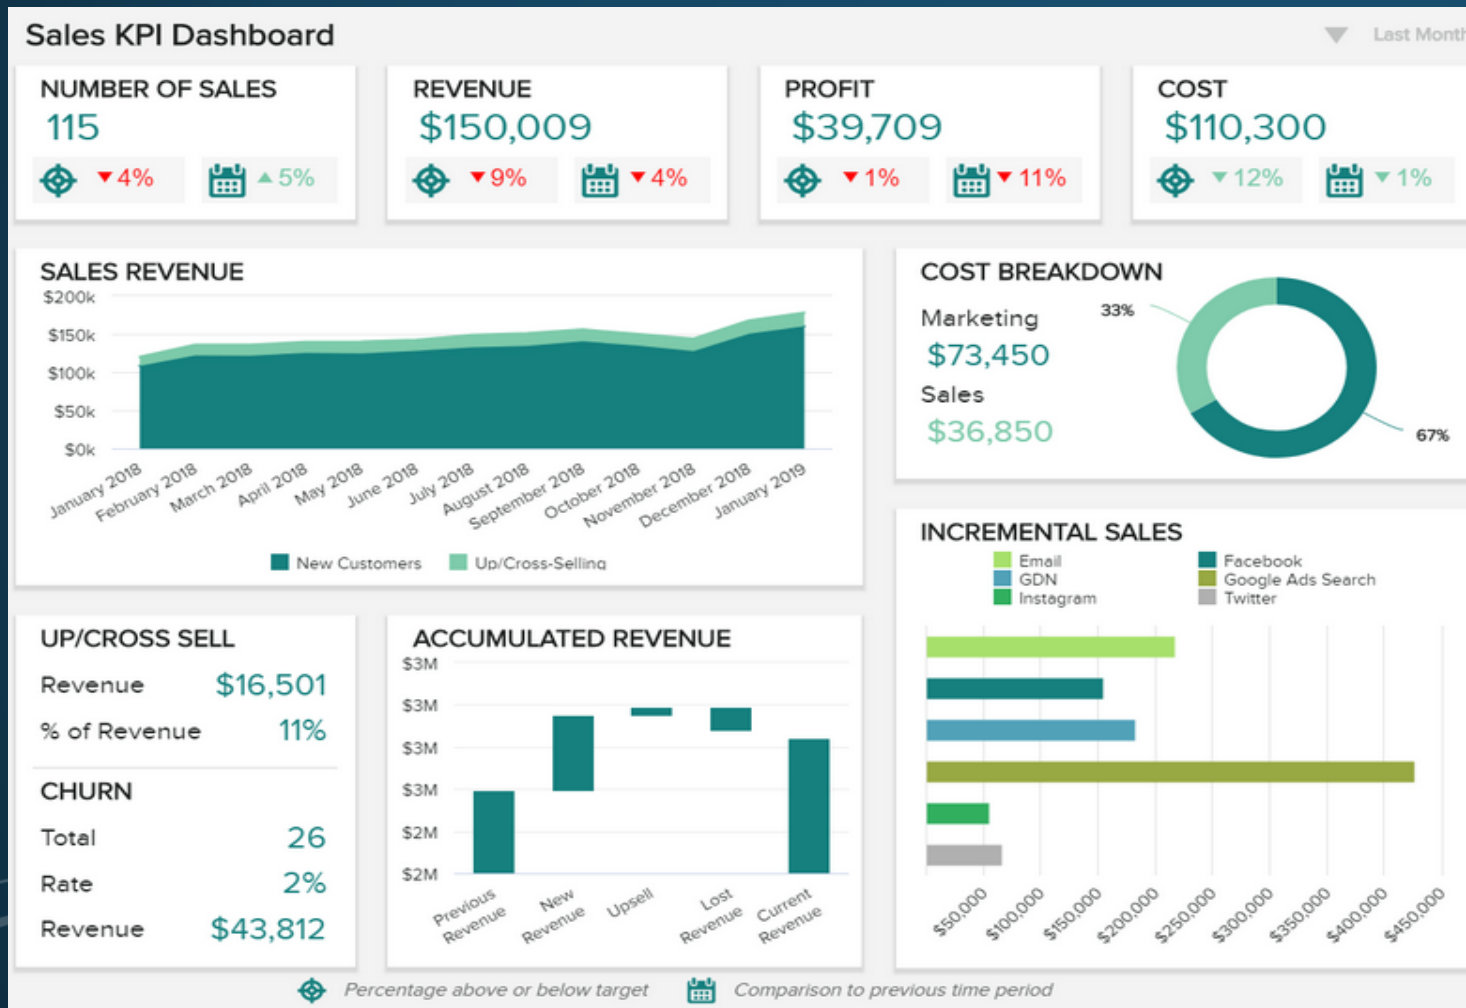 Sales KPI Dashboard
Last Month
NUMBER OF SALES
115
4%
5%
REVENUE
$150,009
9%
4%
PROFIT
$39,709
1%
11%
COST
$110,300
12%
1%
SALES REVENUE
$200k
$150k
$100k
$50k
$0k
January 2018
February 2018
March 2018
April 2018
May 2018
June 2018
July 2018
August 2018
September 2018
October 2018
November 2018
December 2018
January 2019
New Customers
Up/Cross-Selling
COST BREAKDOWN
Marketing
$73,450
Sales
$36,850
33%
67%
INCREMENTAL SALES
Email
Facebook
GDN
Google Ads Search
Instagram
Twitter
$50,000
$100,000
$150,000
$200,000
$250,000
$300,000
$350,000
$400,000
$450,000
UP/CROSS SELL
Revenue $16,501
% of Revenue 11%
CHURN
Total 26
Rate 2%
Revenue $43,812
ACCUMULATED REVENUE
$3M
$3M
$3M
$3M
$2M
$2M
Previous
Revenue
New
Revenue
Upsell
Lost
Revenue
Current
Revenue
Percentage above or below target
Comparison to previous time period